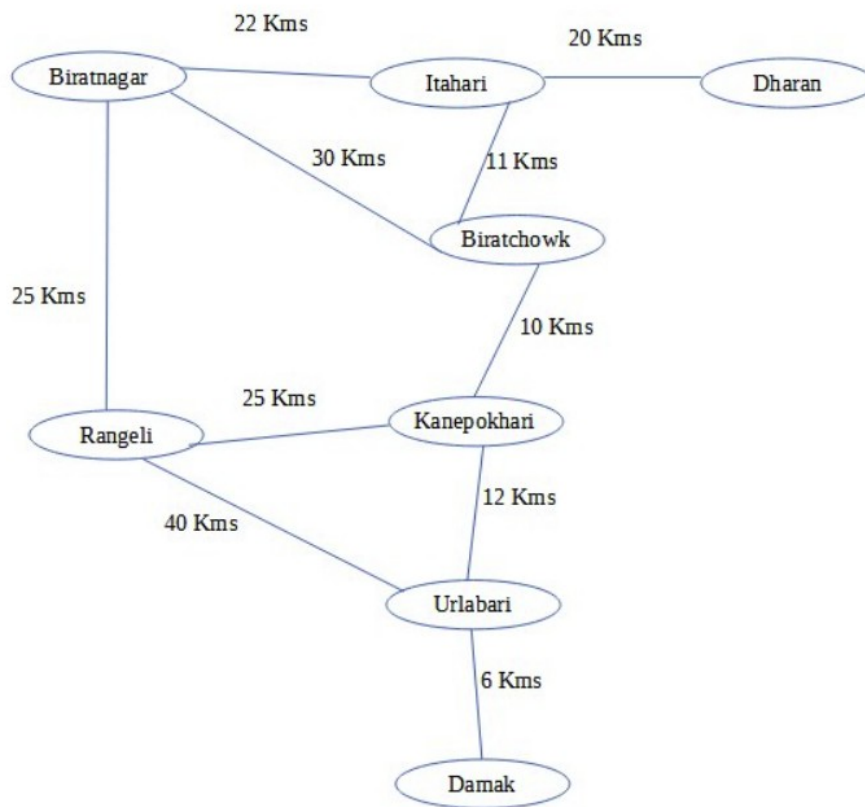 22 Kms
20 Kms
Biratnagar
Itahari
Dharan
30 Kms
11 Kms
Biratchowk
25 Kms
10 Kms
25 Kms
Rangeli
Kanepokhari
40 Kms
12 Kms
Urlabari
6 Kms
Damak